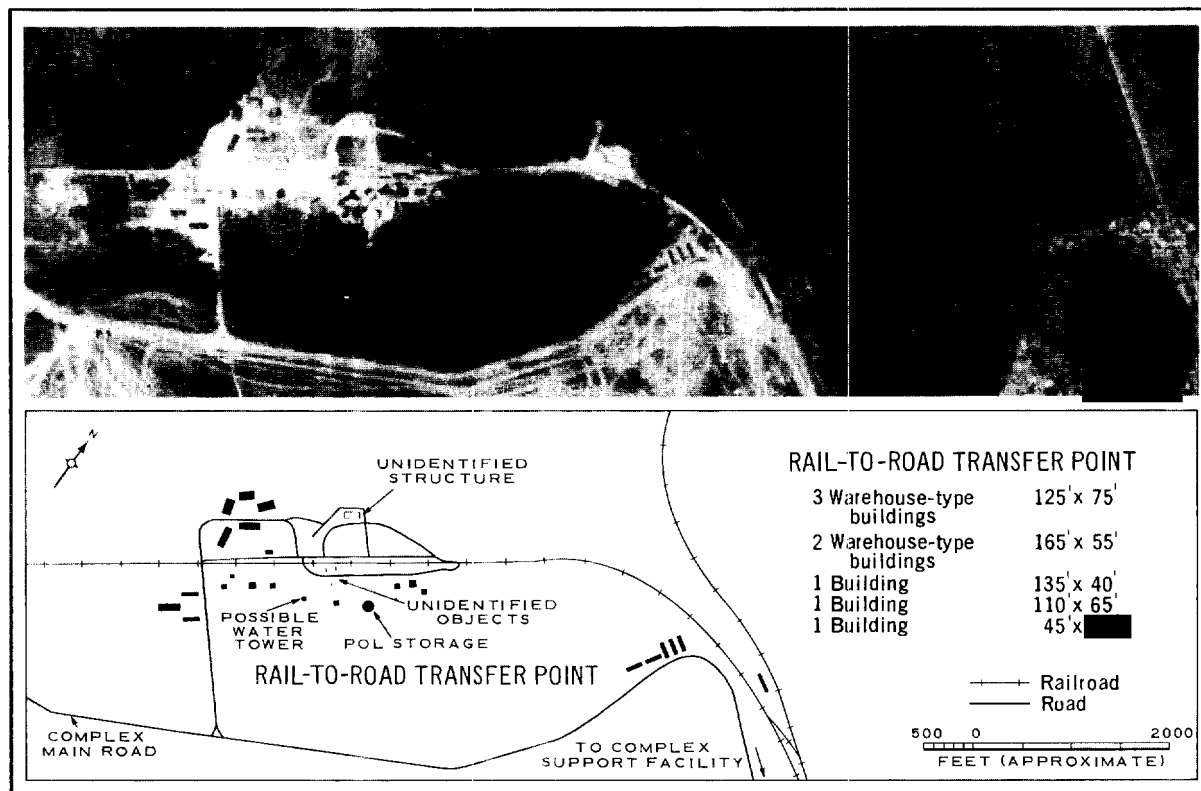 N
UNIDENTIFIED
STRUCTURE
POSSIBLE
WATER
TOWER
UNIDENTIFIED
OBJECTS
POL STORAGE
RAIL-TO-ROAD TRANSFER POINT
COMPLEX
MAIN ROAD
TO COMPLEX
SUPPORT FACILITY
RAIL-TO-ROAD TRANSFER POINT
3 Warehouse-type 125' x 75'
buildings
2 Warehouse-type 165' x 55'
buildings
1 Building 135' x 40'
1 Building 110' x 65'
1 Building 45' x
Railroad
Road
500 0 2000
FEET (APPROXIMATE)